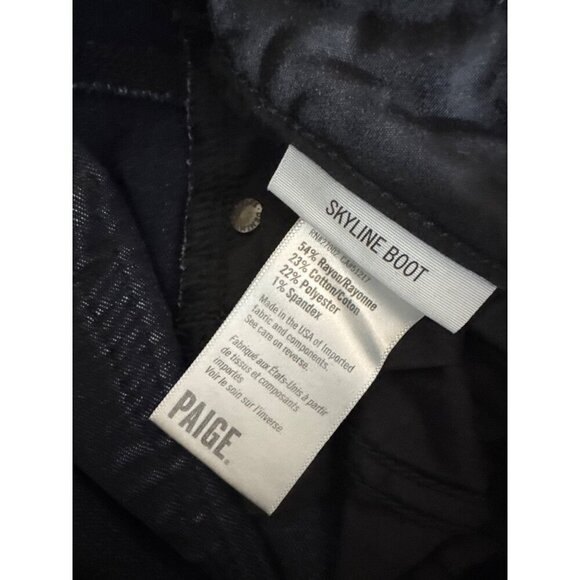 SKYLINE BOOT
54% Rayon/Rayonne
23% Cotton/Coton
22% Polyester
1% Spandex
Made in the USA of Imported
fabric and components.
See care on reverse.
Fabriqué aux États-Unis à partir
de tissus et composants
importés
Voir le soin sur l'inverse.
PAIGE®